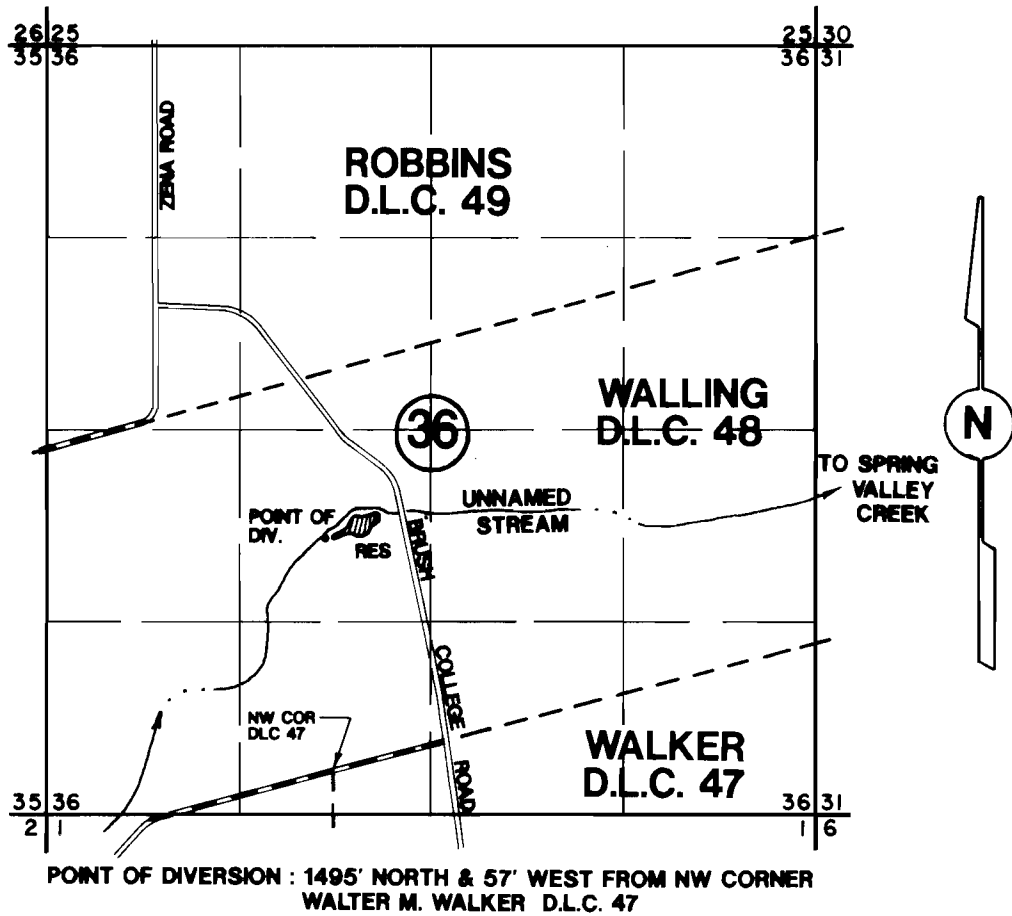 26 25
35 36
25 30
36 31
ZENA ROAD
ROBBINS
D.L.C. 49
WALLING
D.L.C. 48
36
N
TO SPRING
VALLEY
CREEK
UNNAMED
STREAM
POINT OF
DIV.
RES
BRUSH
COLLEGE
ROAD
NW COR
DLC 47
WALKER
D.L.C. 47
35 36
2 1
36 31
1 6
POINT OF DIVERSION : 1495' NORTH & 57' WEST FROM NW CORNER
WALTER M. WALKER D.L.C. 47